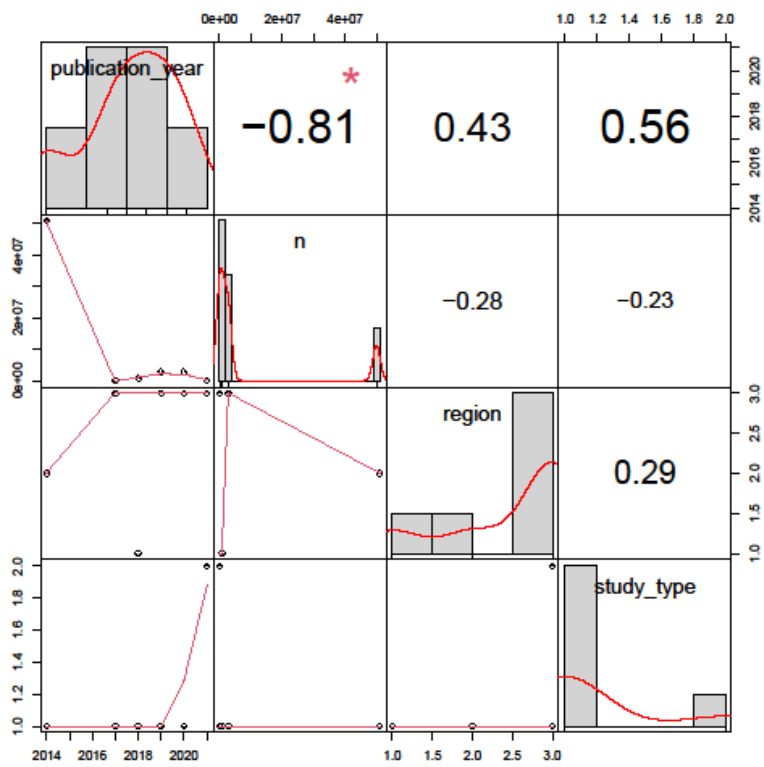 0e+00 2e+07 4e+07 1.0 1.2 1.4 1.6 1.8 2.0
publication_year
*
−0.81
0.43
0.56
2014 2016 2018 2020
0e+00 2e+07 4e+07
n
−0.28
−0.23
region
0.29
1.0 1.5 2.0 2.5 3.0
1.0 1.2 1.4 1.6 1.8 2.0
study_type
2014 2016 2018 2020 1.0 1.5 2.0 2.5 3.0